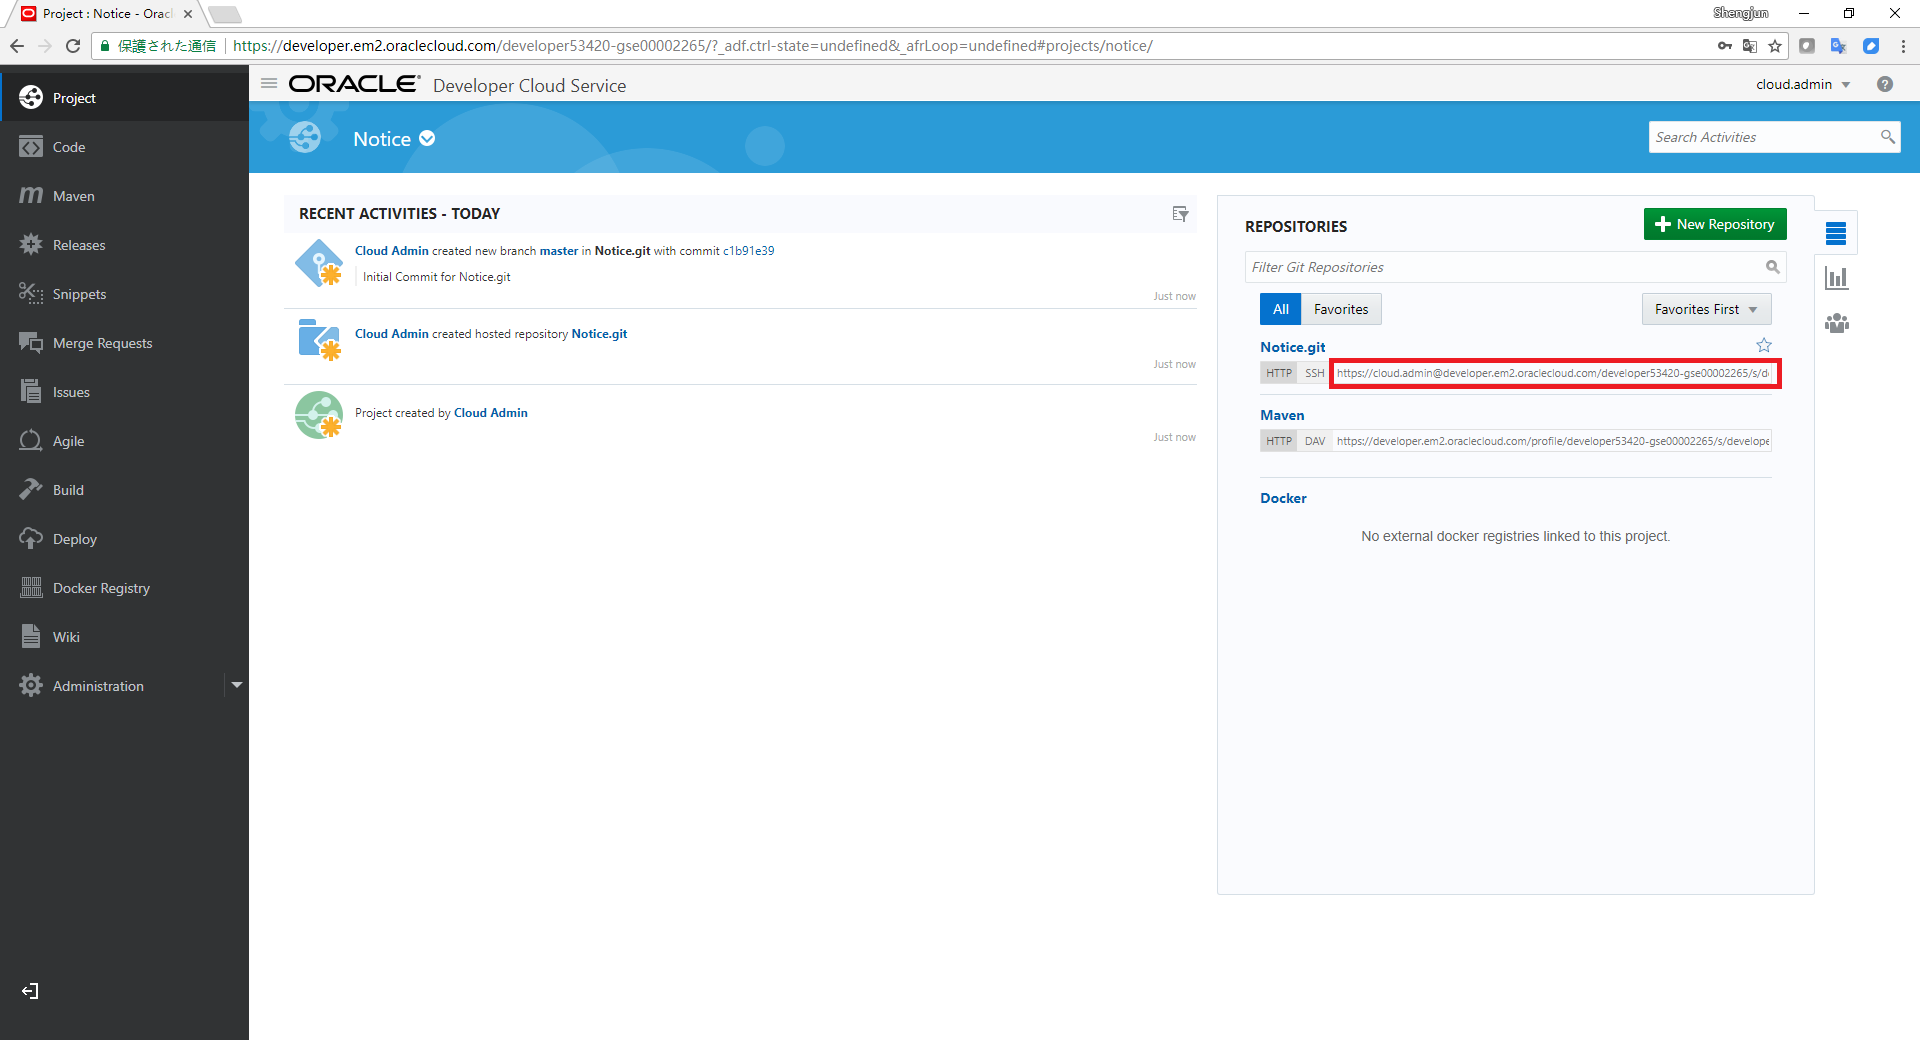 Project : Notice - Orac
Shengjun
保護された通信
https://developer.em2.oraclecloud.com/developer53420-gse00002265/?_adf.ctrl-state=undefined&_afrLoop=undefined#projects/notice/
Project
Code
Maven
Releases
Snippets
Merge Requests
Issues
Agile
Build
Deploy
Docker Registry
Wiki
Administration
ORACLE Developer Cloud Service
cloud.admin
Notice
Search Activities
RECENT ACTIVITIES - TODAY
Cloud Admin created new branch master in Notice.git with commit c1b91e39
Initial Commit for Notice.git
Just now
Cloud Admin created hosted repository Notice.git
Just now
Project created by Cloud Admin
Just now
REPOSITORIES
New Repository
Filter Git Repositories
All Favorites
Favorites First
Notice.git
HTTP SSH https://cloud.admin@developer.em2.oraclecloud.com/developer53420-gse00002265/s/de
Maven
HTTP DAV https://developer.em2.oraclecloud.com/profile/developer53420-gse00002265/s/develope
Docker
No external docker registries linked to this project.